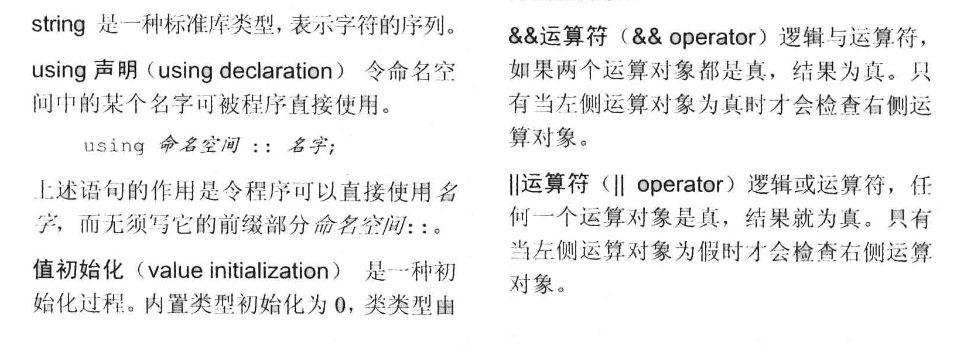 string 是一种标准库类型,表示字符的序列。
using 声明(using declaration) 令命名空
间中的某个名字可被程序直接使用。
using 命名空间 :: 名字;
上述语句的作用是令程序可以直接使用名
字,而无须写它的前缀部分命名空间::。
值初始化(value initialization) 是一种初
始化过程。内置类型初始化为 0,类类型由
&&运算符(&& operator)逻辑与运算符,
如果两个运算对象都是真,结果为真。只
有当左侧运算对象为真时才会检查右侧运
算对象。
||运算符(|| operator)逻辑或运算符,任
何一个运算对象是真,结果就为真。只有
当左侧运算对象为假时才会检查右侧运算
对象。